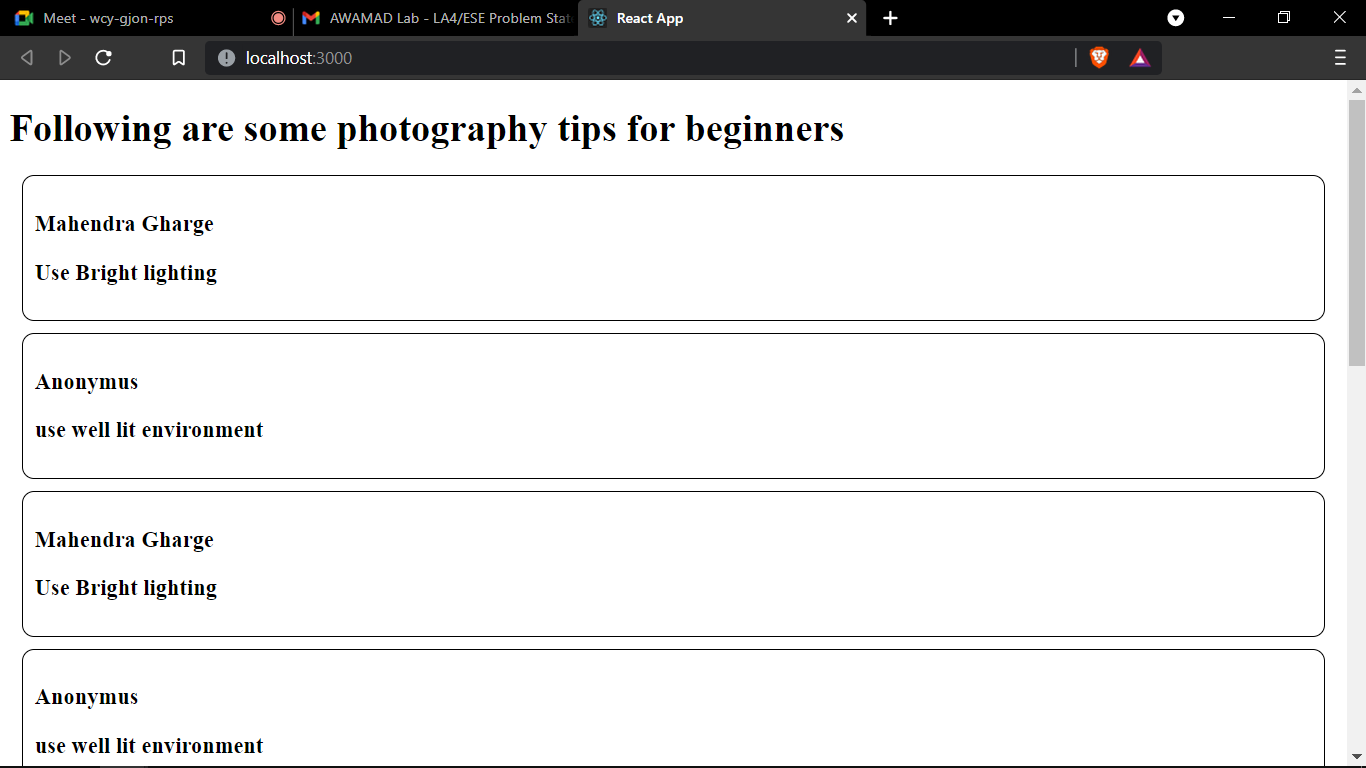 Meet - wcy-gjon-rps
AWAMAD Lab - LA4/ESE Problem Stat
React App
localhost:3000
Following are some photography tips for beginners
Mahendra Gharge
Use Bright lighting
Anonymus
use well lit environment
Mahendra Gharge
Use Bright lighting
Anonymus
use well lit environment